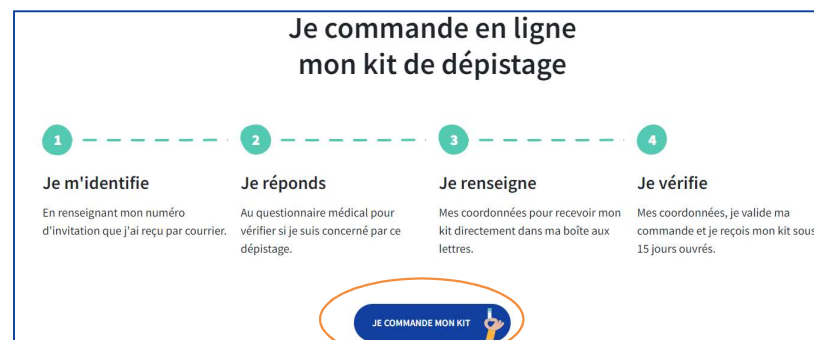 Je commande en ligne
mon kit de dépistage
1
2
3
4
Je m'identifie
En renseignant mon numéro
d'invitation que j'ai reçu par courrier.
Je réponds
Au questionnaire médical pour
vérifier si je suis concerné par ce
dépistage.
Je renseigne
Mes coordonnées pour recevoir mon
kit directement dans ma boîte aux
lettres.
Je vérifie
Mes coordonnées, je valide ma
commande et je reçois mon kit sous
15 jours ouvrés.
JE COMMANDE MON KIT